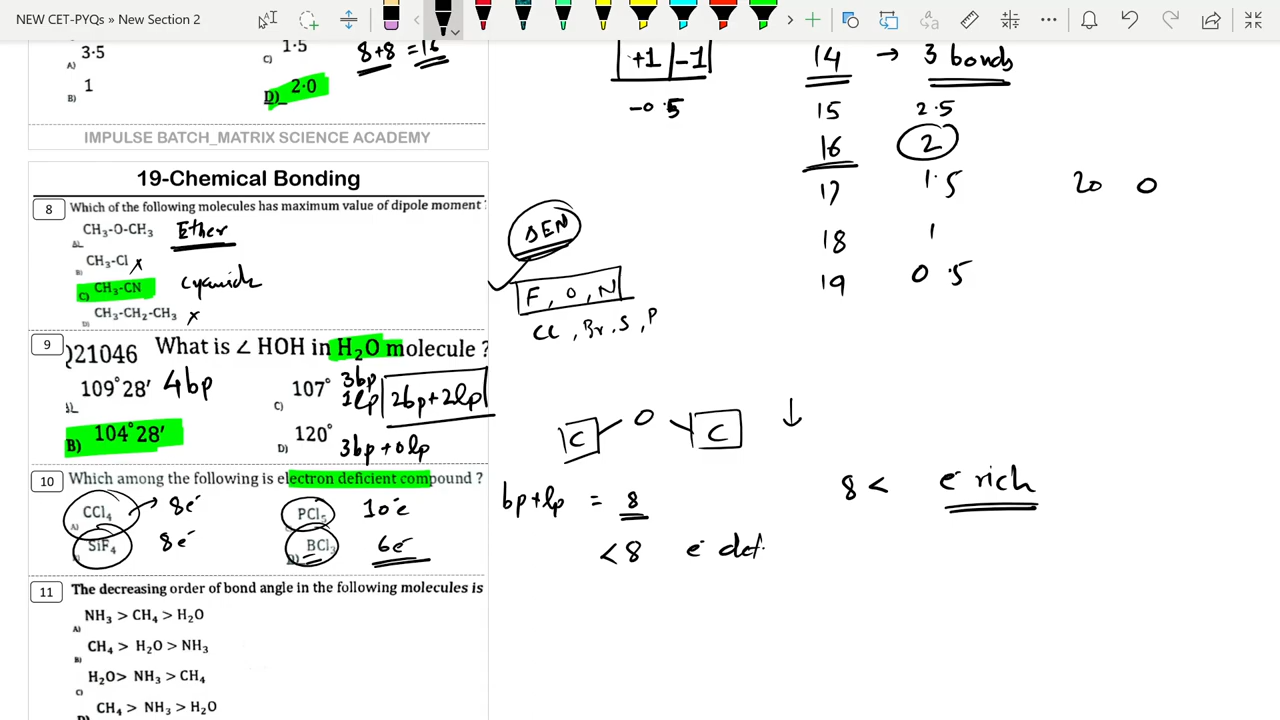 NEW CET-PYQs » New Section 2
A) 3·5
C) 1·5
8+8 = 16
B) 1
D) 2·0
IMPULSE BATCH_MATRIX SCIENCE ACADEMY
19-Chemical Bonding
8 Which of the following molecules has maximum value of dipole moment
CH₃-O-CH₃ Ether
CH₃-Cl x
C) CH₃-CN cyanide
CH₃-CH₂-CH₃ x
9 Q21046 What is ∠ HOH in H₂O molecule ?
109°28′ 4bp
C) 107° 3bp 1lp 2bp+2lp
B) 104°28′
D) 120° 3bp+0lp
10 Which among the following is electron deficient compound ?
A) CCl₄ → 8e⁻
PCl₅ 10e⁻
SiF₄ 8e⁻
D) BCl₃ 6e⁻
11 The decreasing order of bond angle in the following molecules is
A) NH₃ > CH₄ > H₂O
B) CH₄ > H₂O > NH₃
C) H₂O> NH₃ > CH₄
D) CH₄ > NH₃ > H₂O
+1 -1
-0.5
14 → 3 bonds
15 2.5
16 2
17 1.5
18 1
19 0.5
20 0
ΔEN
F, O, N
Cl, Br, S, P
C O C ↓
bp+lp = 8
<8 e⁻ def.
8 < e⁻ rich